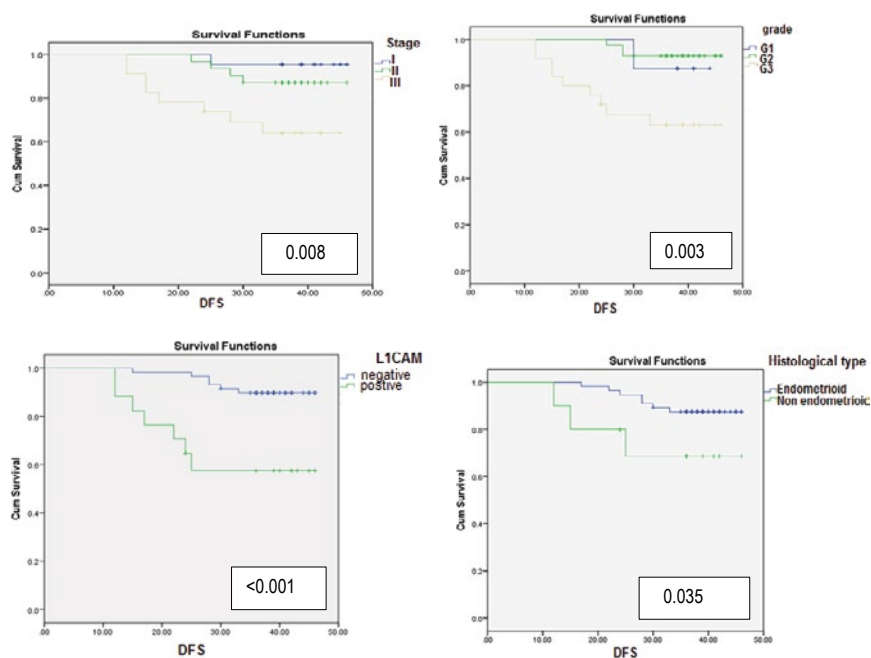 Survival Functions
Stage
I
II
III
Cum Survival
1.0
0.8
0.6
0.4
0.2
0.0
0.008
.00 10.00 20.00 30.00 40.00 50.00
DFS
Survival Functions
grade
G1
G2
G3
Cum Survival
1.0
0.8
0.6
0.4
0.2
0.0
0.003
.00 10.00 20.00 30.00 40.00 50.00
DFS
Survival Functions
L1CAM
negative
postive
Cum Survival
1.0
0.8
0.6
0.4
0.2
0.0
<0.001
.00 10.00 20.00 30.00 40.00 50.00
DFS
Survival Functions
Histological type
Endometrioid
Non endometrioic
Cum Survival
1.0
0.8
0.6
0.4
0.2
0.0
0.035
.00 10.00 20.00 30.00 40.00 50.00
DFS